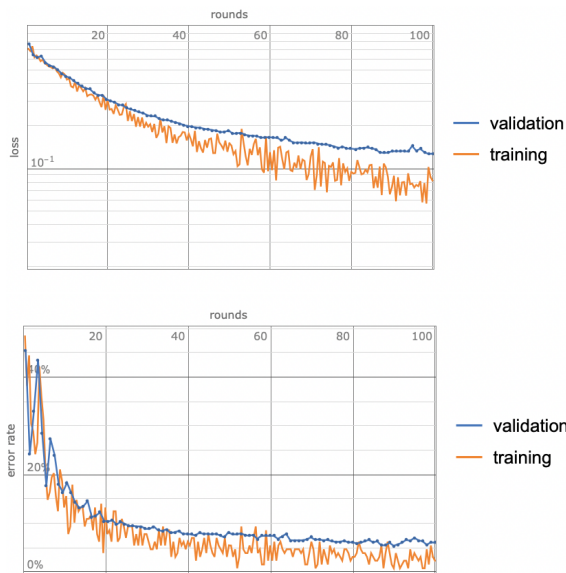 rounds
20 40 60 80 100
loss
10⁻¹
validation
training
rounds
20 40 60 80 100
error rate
40%
20%
0%
validation
training